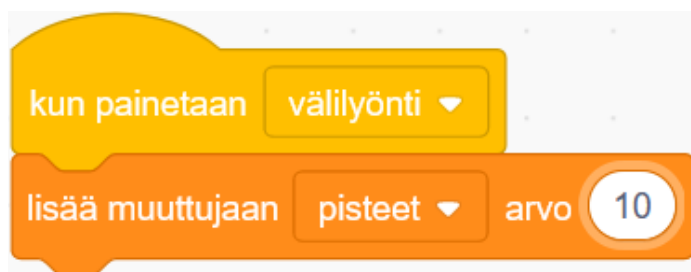 kun painetaan välilyönti
lisää muuttujaan pisteet arvo 10